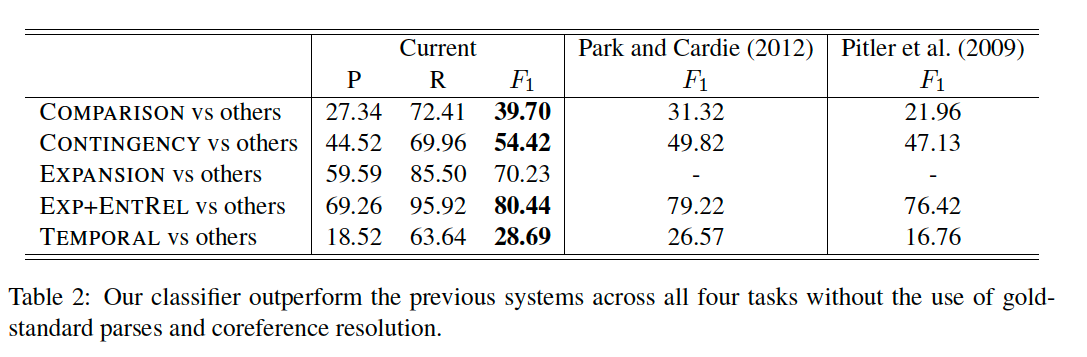 Current Park and Cardie (2012) Pitler et al. (2009)
P R F1 F1 F1
COMPARISON vs others 27.34 72.41 39.70 31.32 21.96
CONTINGENCY vs others 44.52 69.96 54.42 49.82 47.13
EXPANSION vs others 59.59 85.50 70.23 - -
EXP+ENTREL vs others 69.26 95.92 80.44 79.22 76.42
TEMPORAL vs others 18.52 63.64 28.69 26.57 16.76
Table 2: Our classifier outperform the previous systems across all four tasks without the use of gold-
standard parses and coreference resolution.